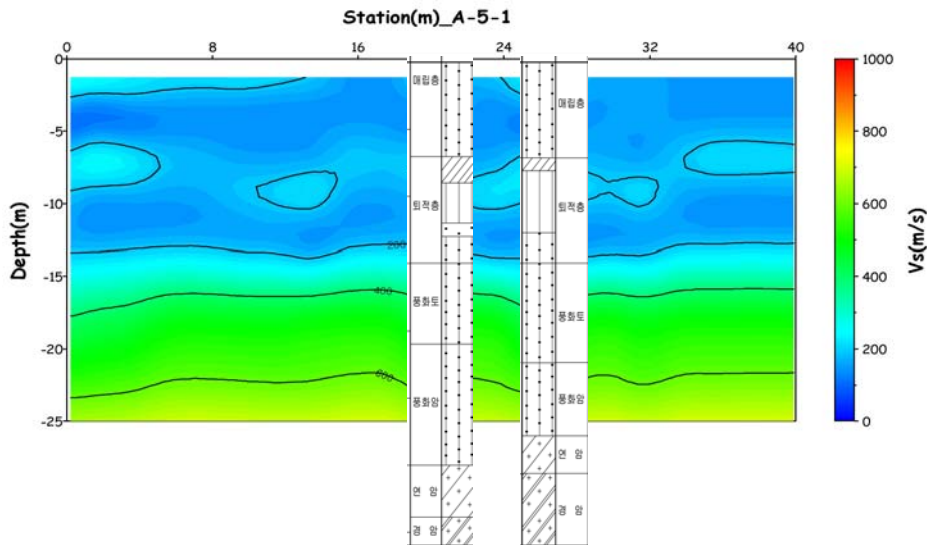 Station(m)_A-5-1
0 8 16 24 32 40
0
-5
-10
-15
-20
-25
Depth(m)
200
400
600
매립층
퇴적층
풍화토
풍화암
연 암
경 암
매립층
퇴적층
풍화토
풍화암
연 암
경 암
1000
800
600
400
200
0
Vs(m/s)